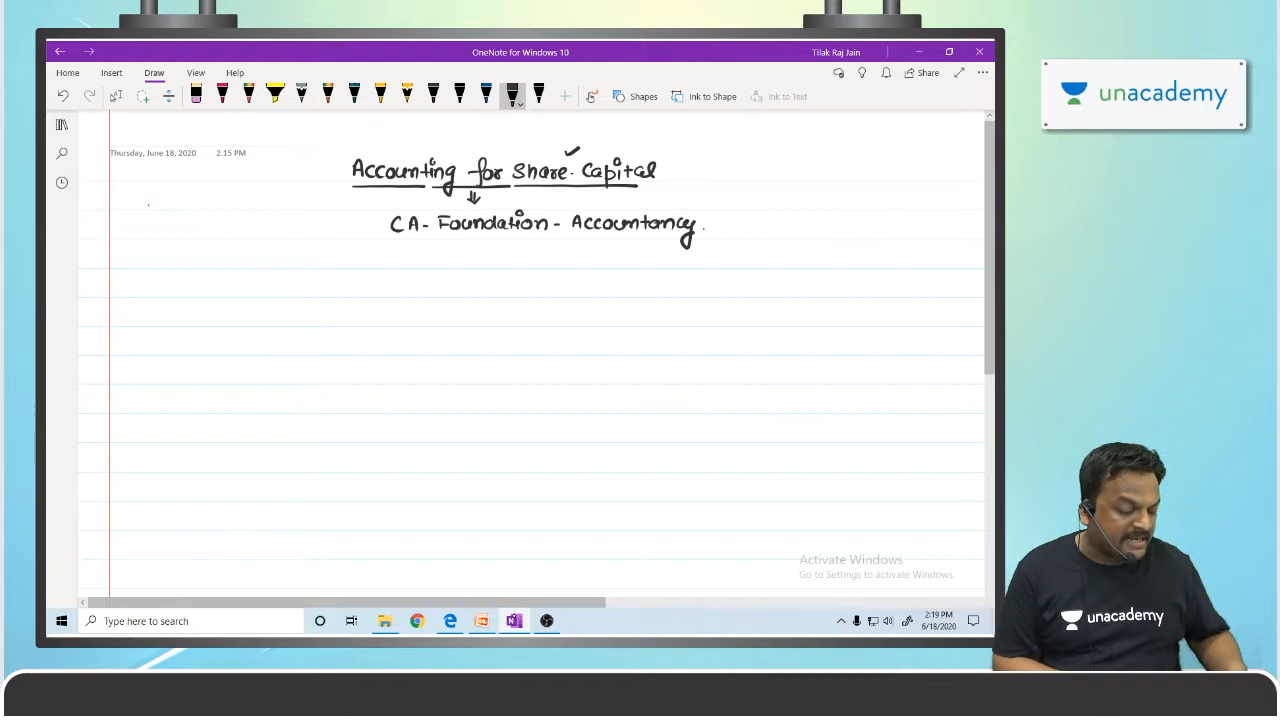 OneNote for Windows 10
Tilak Raj Jain
Home Insert Draw View Help
Share
Shapes Ink to Shape Ink to Text
unacademy
Thursday, June 18, 2020 2:15 PM
Accounting for Share Capital
CA - Foundation - Accountancy.
Activate Windows
Go to Settings to activate Windows.
unacademy
Type here to search
2:19 PM
6/18/2020